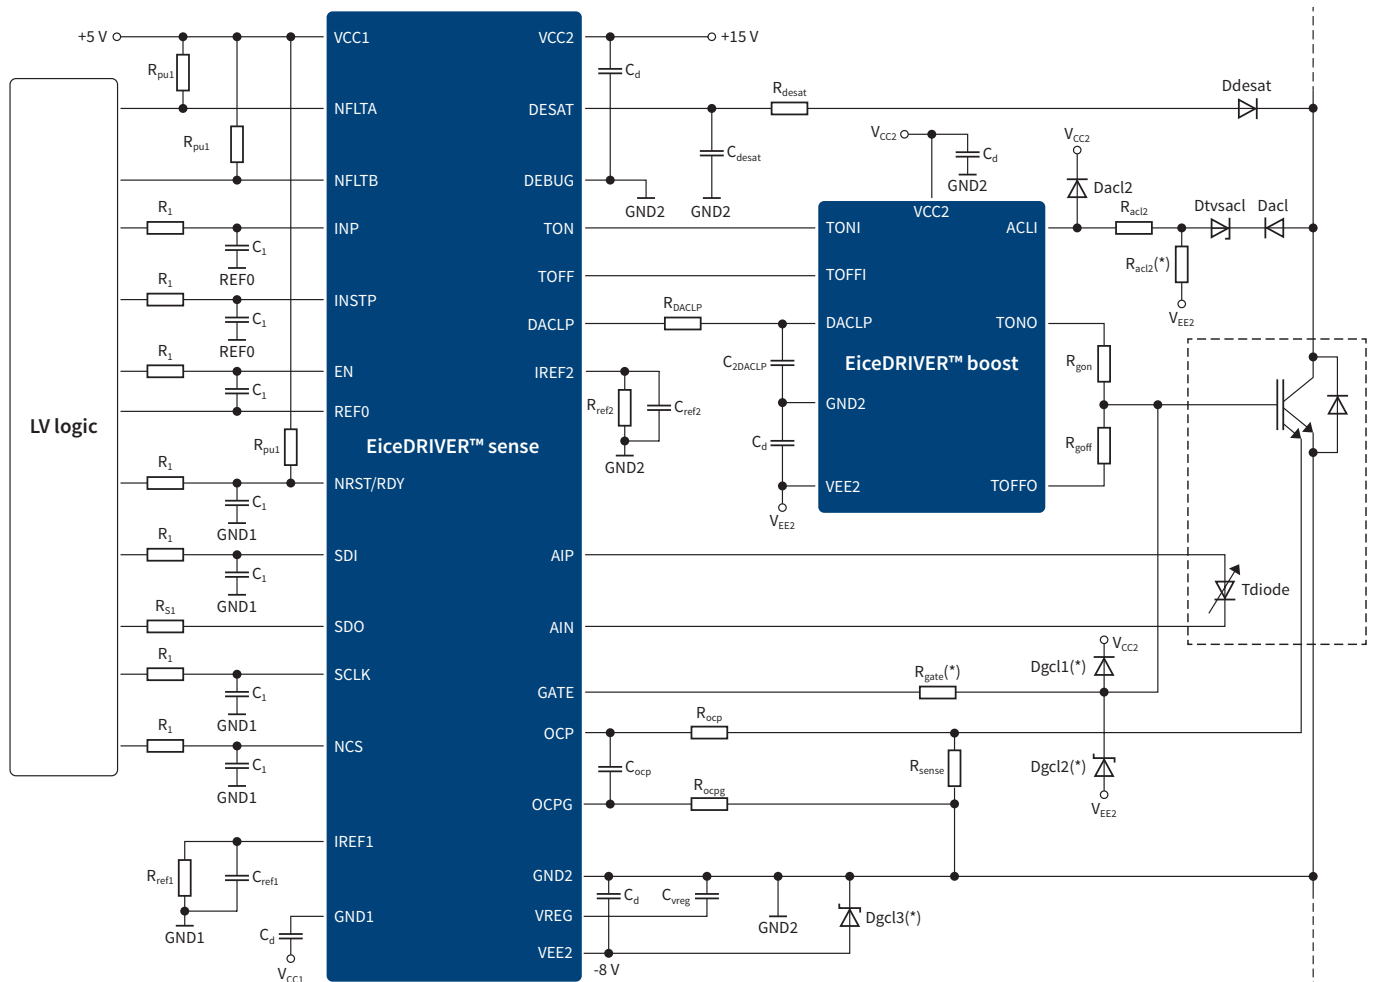 +5 V
VCC1
VCC2
+15 V
Rpu1
Cd
NFLTA
DESAT
Rdesat
Ddesat
Rpu1
VCC2
Cdesat
Cd
VCC2
NFLTB
DEBUG
GND2
GND2
GND2
Dacl2
R1
INP
TON
VCC2
TONI
ACLI
Racl2
Dtvsacl
Dacl
C1
REF0
TOFF
TOFFI
Racl2(*)
R1
INSTP
RDACLP
VEE2
C1
REF0
DACLP
DACLP
TONO
R1
EN
IREF2
C2DACLP
EiceDRIVER™ boost
Rgon
C1
REF0
Rref2
Cref2
GND2
LV logic
Rpu1
EiceDRIVER™ sense
GND2
Cd
Rgoff
R1
NRST/RDY
VEE2
TOFFO
C1
GND1
VEE2
R1
SDI
AIP
C1
GND1
Tdiode
RS1
SDO
AIN
R1
SCLK
VCC2
C1
GND1
GATE
Rgate(*)
Dgcl1(*)
R1
NCS
OCP
Rocp
C1
GND1
Cocp
Rsense
Dgcl2(*)
OCPG
Rocpg
VEE2
IREF1
Rref1
Cref1
GND2
Cd
Cvreg
GND1
GND1
VREG
GND2
Dgcl3(*)
Cd
VEE2
-8 V
VCC1